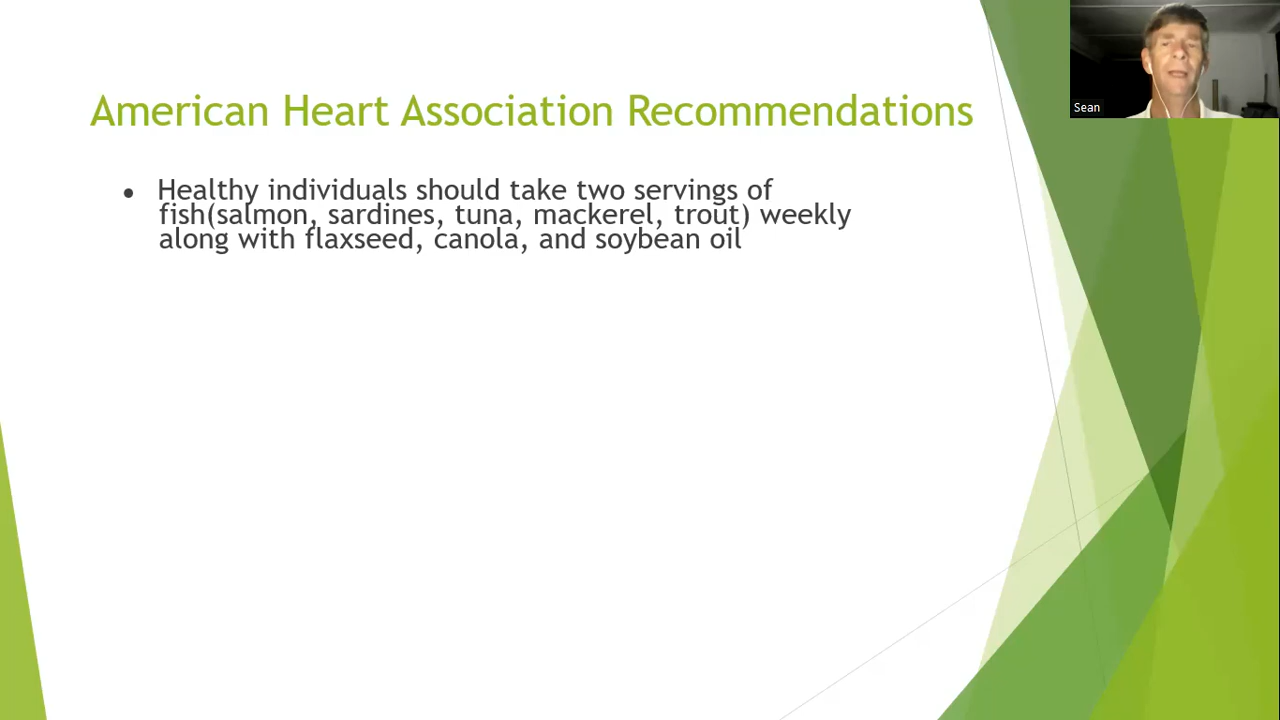 American Heart Association Recommendations
• Healthy individuals should take two servings of
fish(salmon, sardines, tuna, mackerel, trout) weekly
along with flaxseed, canola, and soybean oil
Sean